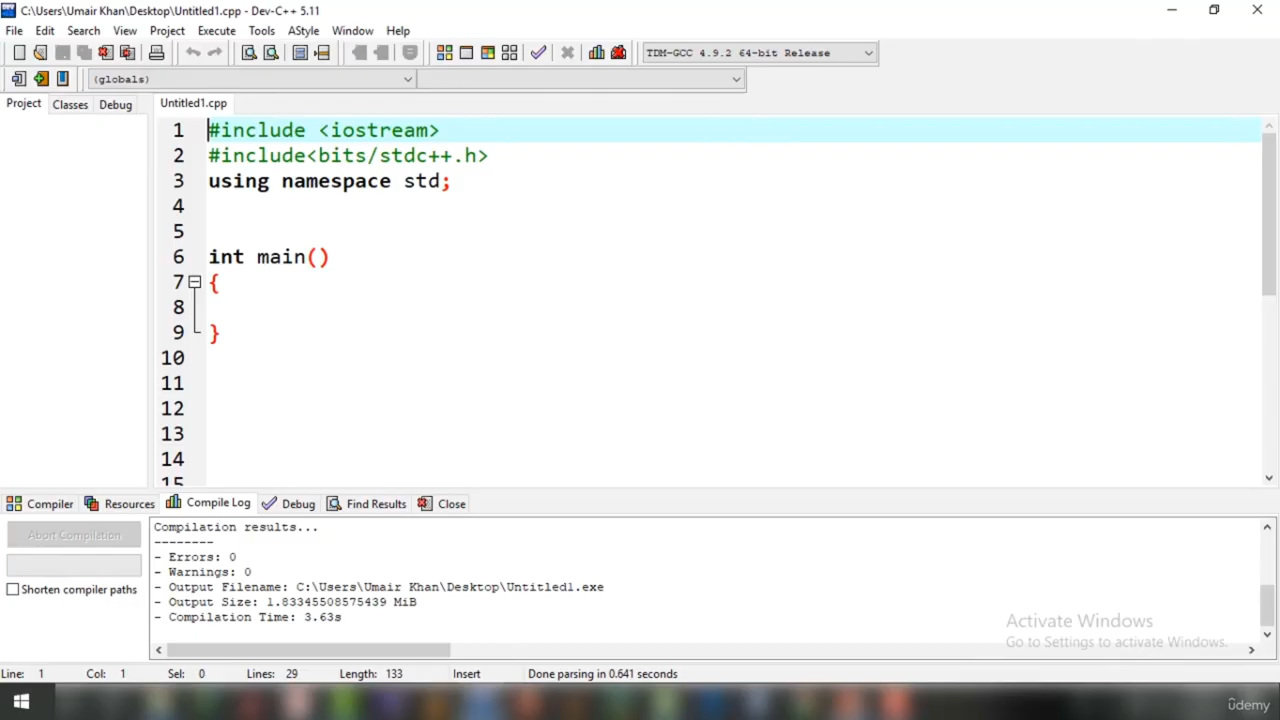 C:\Users\Umair Khan\Desktop\Untitled1.cpp - Dev-C++ 5.11
File Edit Search View Project Execute Tools AStyle Window Help
TDM-GCC 4.9.2 64-bit Release
(globals)
Project Classes Debug
Untitled1.cpp
1 #include <iostream>
2 #include<bits/stdc++.h>
3 using namespace std;
4
5
6 int main()
7 {
8
9 }
10
11
12
13
14
15
Compiler Resources Compile Log Debug Find Results Close
Abort Compilation
Shorten compiler paths
Compilation results...
--------
- Errors: 0
- Warnings: 0
- Output Filename: C:\Users\Umair Khan\Desktop\Untitled1.exe
- Output Size: 1.83345508575439 MiB
- Compilation Time: 3.63s
Activate Windows
Go to Settings to activate Windows.
Line: 1 Col: 1 Sel: 0 Lines: 29 Length: 133 Insert Done parsing in 0.641 seconds
ûdemy